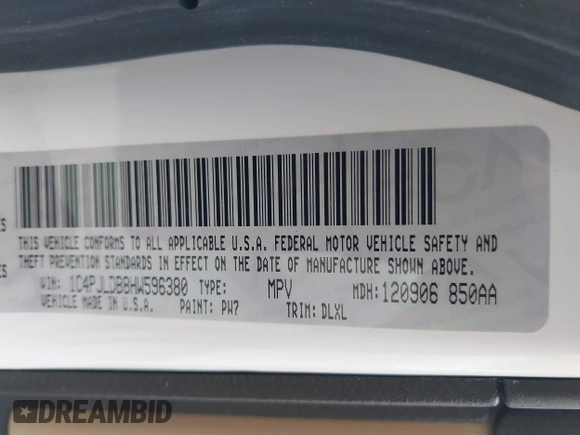 ES
THIS VEHICLE CONFORMS TO ALL APPLICABLE U.S.A. FEDERAL MOTOR VEHICLE SAFETY AND
THEFT PREVENTION STANDARDS IN EFFECT ON THE DATE OF MANUFACTURE SHOWN ABOVE.
ES
VIN: 1C4PJLDB8HW596380 TYPE: MPV MDH:120906 850AA
VEHICLE MADE IN U.S.A. PAINT: PW7 TRIM: DLXL
DREAMBID